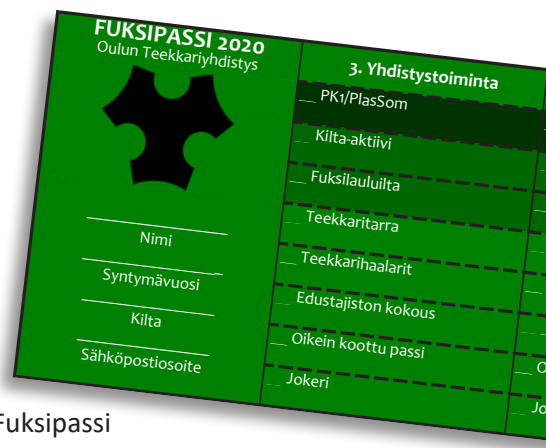 FUKSIPASSI 2020
Oulun Teekkariyhdistys
Nimi
Syntymävuosi
Kilta
Sähköpostiosoite
3. Yhdistystoiminta
__ PK1/PlasSom
__ Kilta-aktiivi
__ Fuksilauluilta
__ Teekkaritarra
__ Teekkarihaalarit
__ Edustajiston kokous
__ Oikein koottu passi
__ Jokeri
Fuksipassi